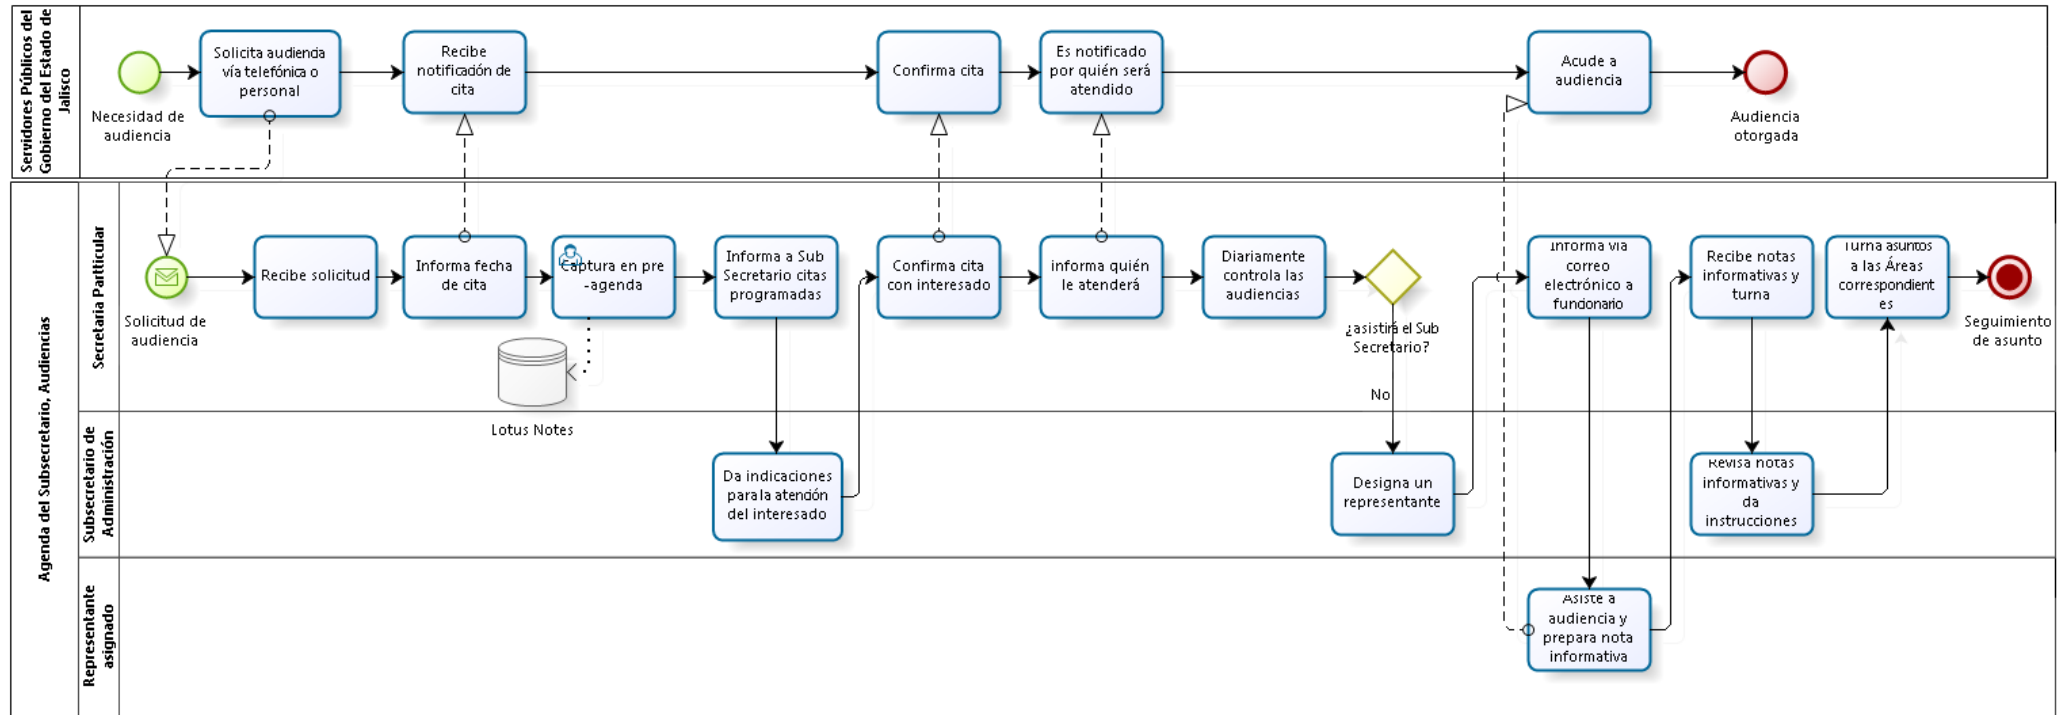 Servidores Públicos del
Gobierno del Estado de
Jalisco
Necesidad de
audiencia
Solicita audiencia
vía telefónica o
personal
Recibe
notificación de
cita
Confirma cita
Es notificado
por quién será
atendido
Acude a
audiencia
Audiencia
otorgada
Agenda del Subsecretario, Audiencias
Secretaria Particular
Solicitud de
audiencia
Recibe solicitud
Informa fecha
de cita
Captura en pre
-agenda
Lotus Notes
Informa a Sub
Secretario citas
programadas
Confirma cita
con interesado
informa quién
le atenderá
Diariamente
controla las
audiencias
¿asistirá el Sub
Secretario?
No
Informa vía
correo
electrónico a
funcionario
Recibe notas
informativas y
turna
Turna asuntos
a las Áreas
correspondient
es
Seguimiento
de asunto
Subsecretario de
Administración
Da indicaciones
para la atención
del interesado
Designa un
representante
Revisa notas
informativas y
da
instrucciones
Representante
asignado
Asiste a
audiencia y
prepara nota
informativa